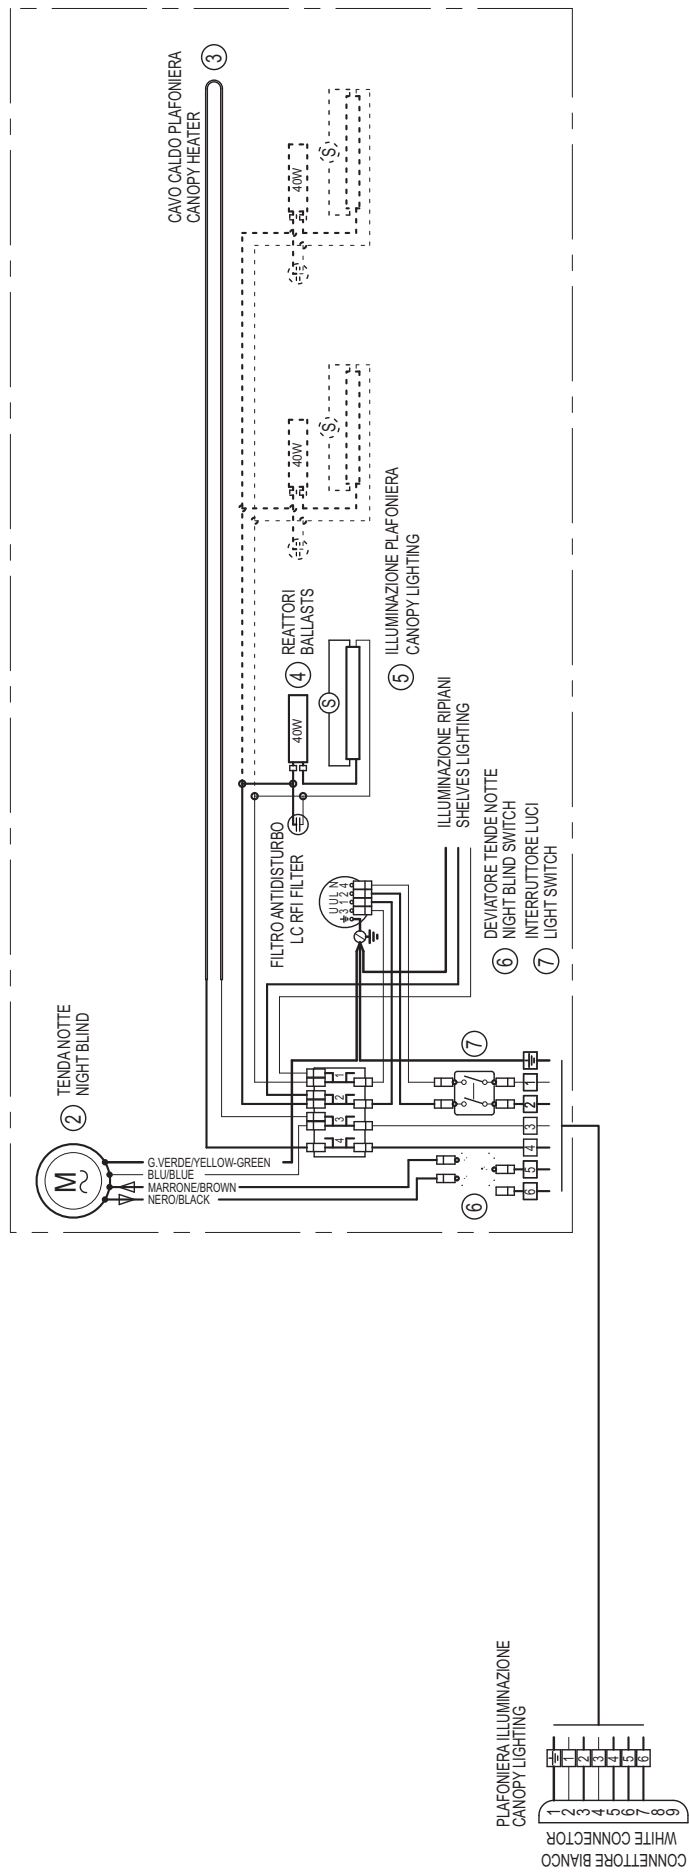 CAVO CALDO PLAFONIERA
CANOPY HEATER
3
40W
S
40W
S
REATTORI
BALLASTS
4
40W
S
ILLUMINAZIONE PLAFONIERA
CANOPY LIGHTING
5
FILTRO ANTIDISTURBO
LC RFI FILTER
U U L N
3 1 2 4
ILLUMINAZIONE RIPIANI
SHELVES LIGHTING
DEVIATORE TENDE NOTTE
NIGHT BLIND SWITCH
6
INTERRUTTORE LUCI
LIGHT SWITCH
7
TENDA NOTTE
NIGHT BLIND
2
M
G.VERDE/YELLOW-GREEN
BLU/BLUE
MARRONE/BROWN
NERO/BLACK
4 3 2 1
6
7
6 5 4 3 2 1
PLAFONIERA ILLUMINAZIONE
CANOPY LIGHTING
1 2 3 4 5 6
1 2 3 4 5 6 7 8 9
CONNETTORE BIANCO
WHITE CONNECTOR